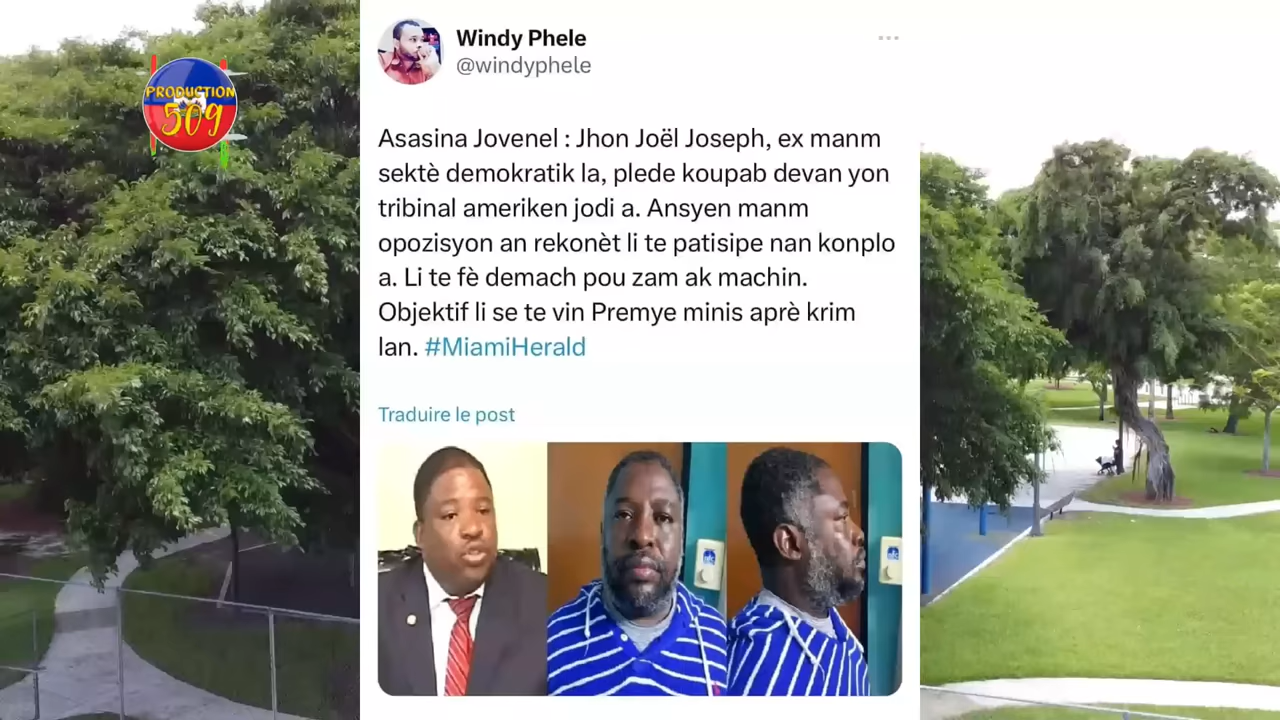 PRODUCTION
509
Windy Phele
@windyphele
Asasina Jovenel : Jhon Joël Joseph, ex manm
sektè demokratik la, plede koupab devan yon
tribinal ameriken jodi a. Ansyen manm
opozisyon an rekonèt li te patisipe nan konplo
a. Li te fè demach pou zam ak machin.
Objektif li se te vin Premye minis aprè krim
lan. #MiamiHerald
Traduire le post